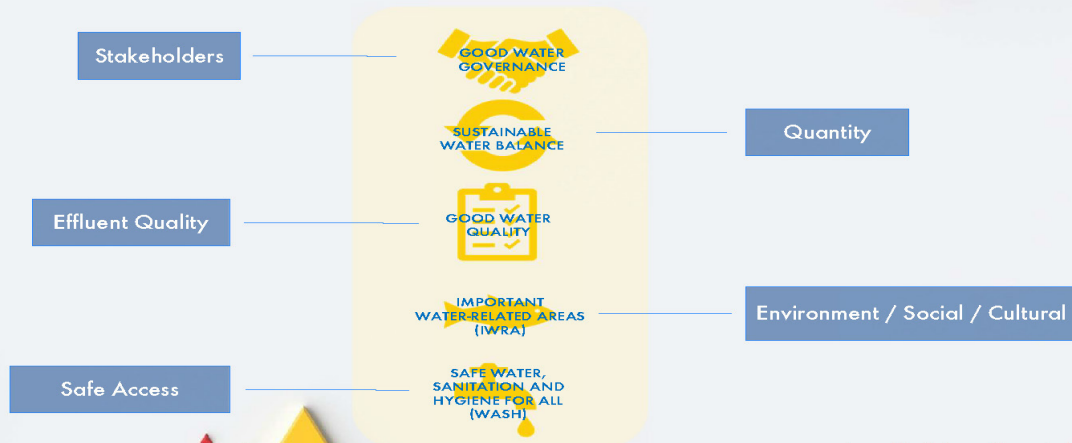 Stakeholders
GOOD WATER
GOVERNANCE
SUSTAINABLE
WATER BALANCE
Quantity
Effluent Quality
GOOD WATER
QUALITY
IMPORTANT
WATER-RELATED AREAS
(IWRA)
Environment / Social / Cultural
Safe Access
SAFE WATER,
SANITATION AND
HYGIENE FOR ALL
(WASH)